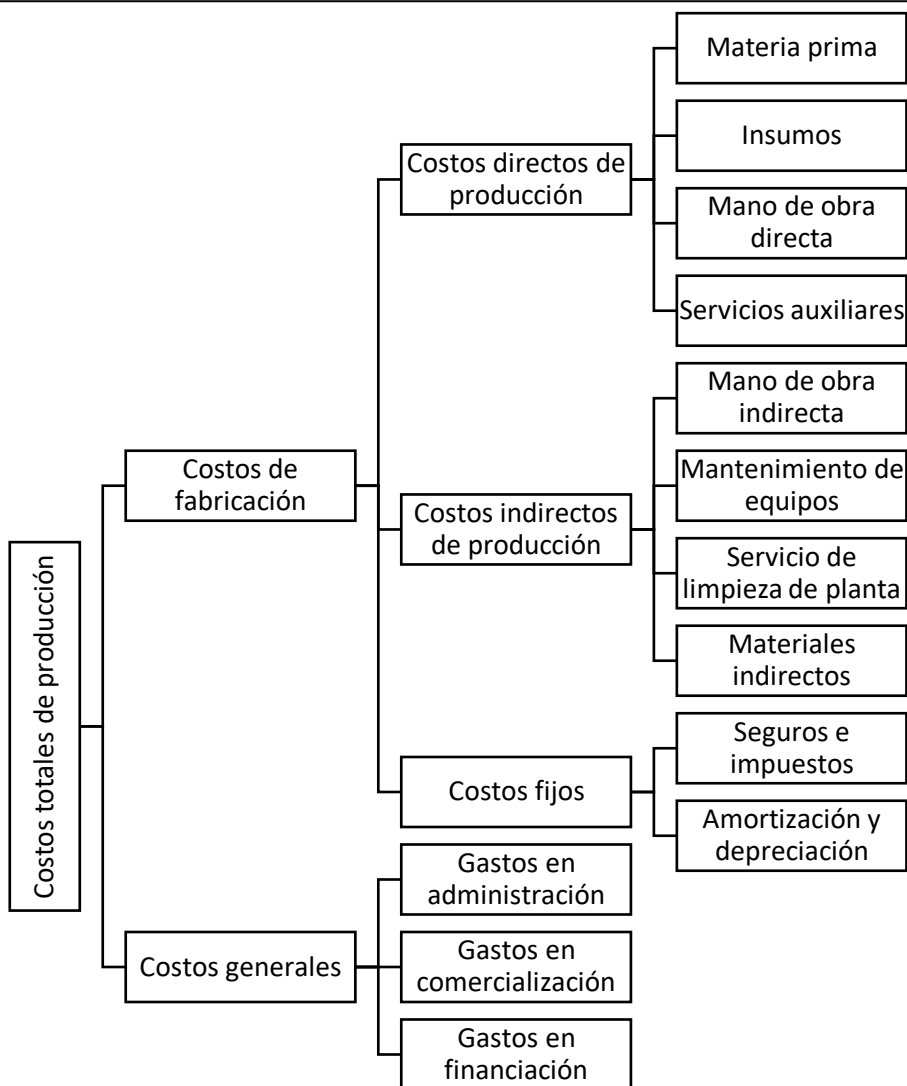 Costos totales de producción
Costos de
fabricación
Costos directos de
producción
Materia prima
Insumos
Mano de obra
directa
Servicios auxiliares
Costos indirectos
de producción
Mano de obra
indirecta
Mantenimiento de
equipos
Servicio de
limpieza de planta
Materiales
indirectos
Costos fijos
Seguros e
impuestos
Amortización y
depreciación
Costos generales
Gastos en
administración
Gastos en
comercialización
Gastos en
financiación